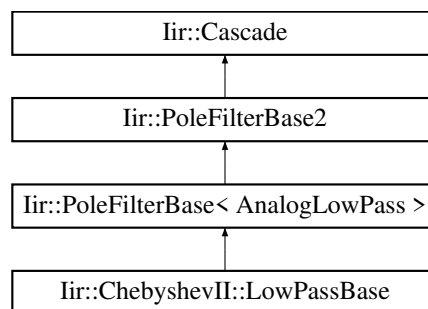 Iir::Cascade
Iir::PoleFilterBase2
Iir::PoleFilterBase< AnalogLowPass >
Iir::ChebyshevII::LowPassBase